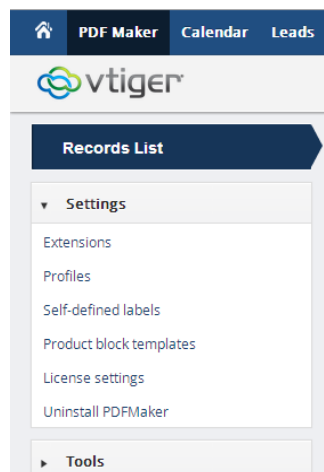 PDF Maker Calendar Leads
vtiger
Records List
Settings
Extensions
Profiles
Self-defined labels
Product block templates
License settings
Uninstall PDFMaker
Tools